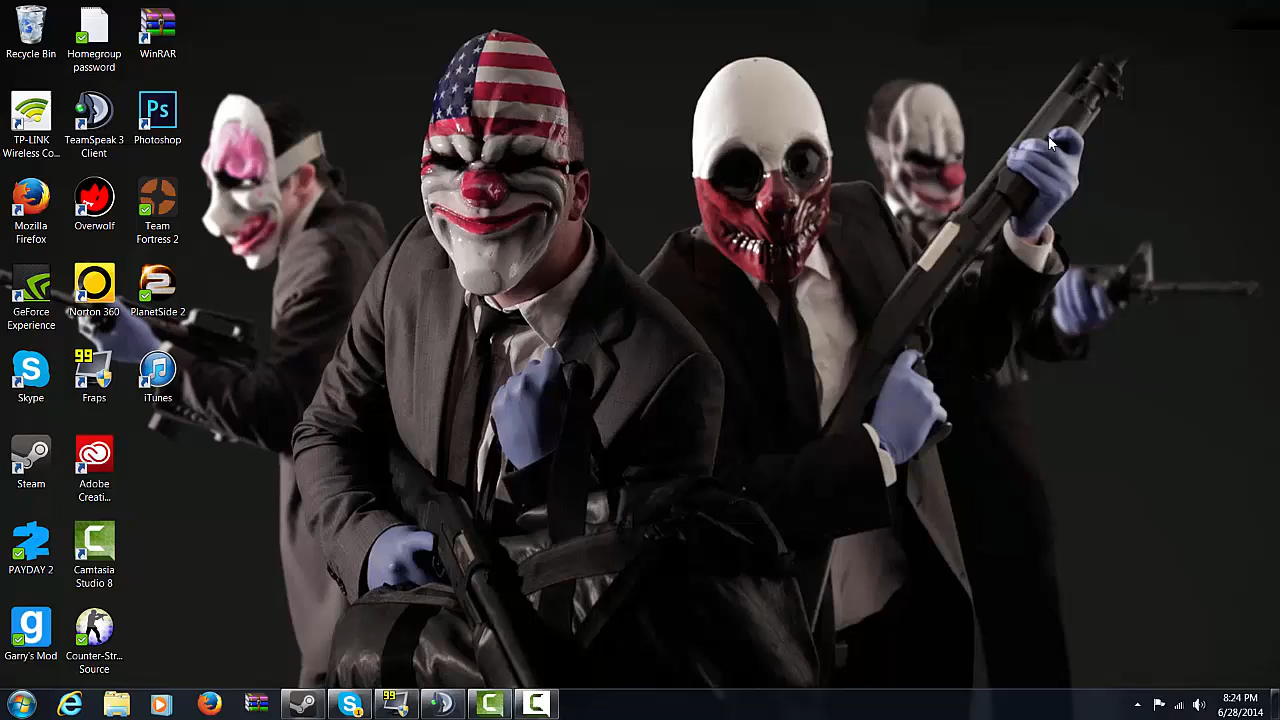 Recycle Bin
Homegroup
password
WinRAR
TP-LINK
Wireless Co...
TeamSpeak 3
Client
Ps
Photoshop
Mozilla
Firefox
Overwolf
Team
Fortress 2
GeForce
Experience
Norton 360
PlanetSide 2
S
Skype
99
Fraps
iTunes
Steam
Adobe
Creati...
PAYDAY 2
C
Camtasia
Studio 8
g
Garry's Mod
Counter-Str...
Source
99
8:24 PM
6/28/2014